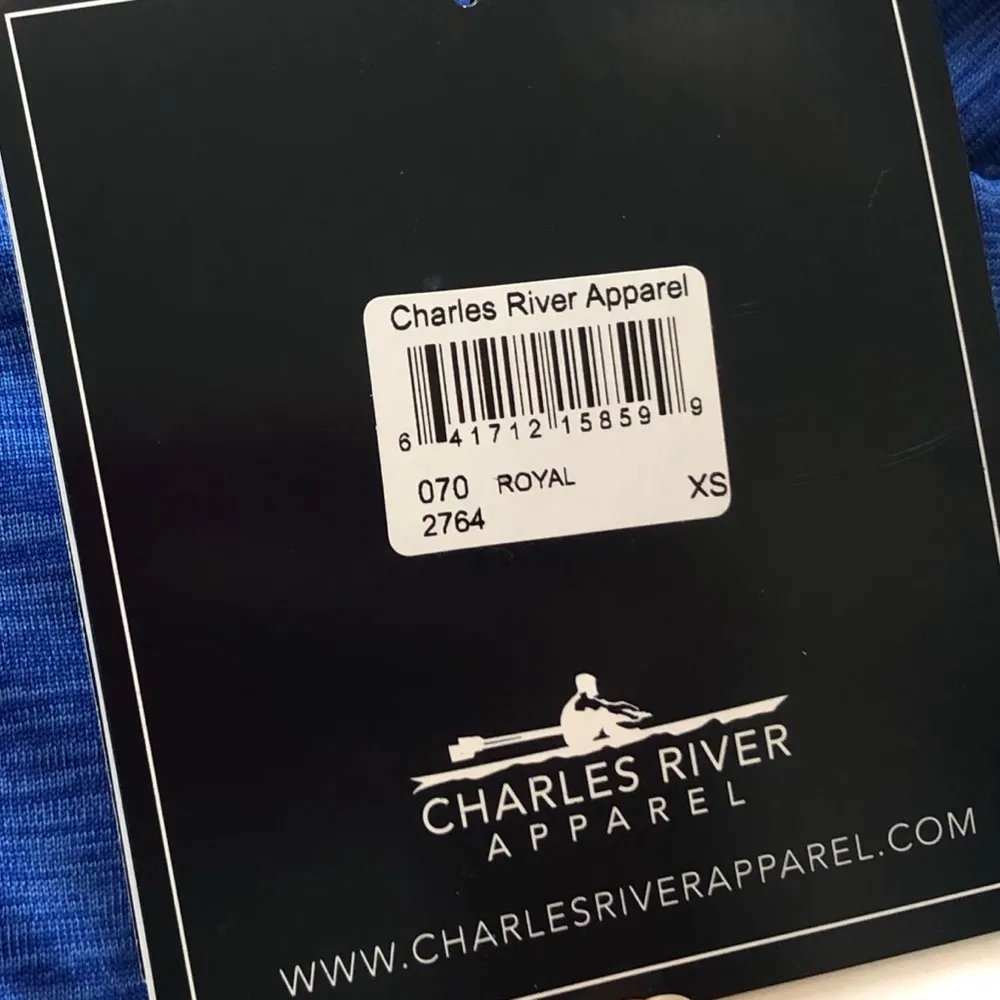 Charles River Apparel
6 41712 15859 9
070 ROYAL XS
2764
CHARLES RIVER
APPAREL
WWW.CHARLESRIVERAPPAREL.COM